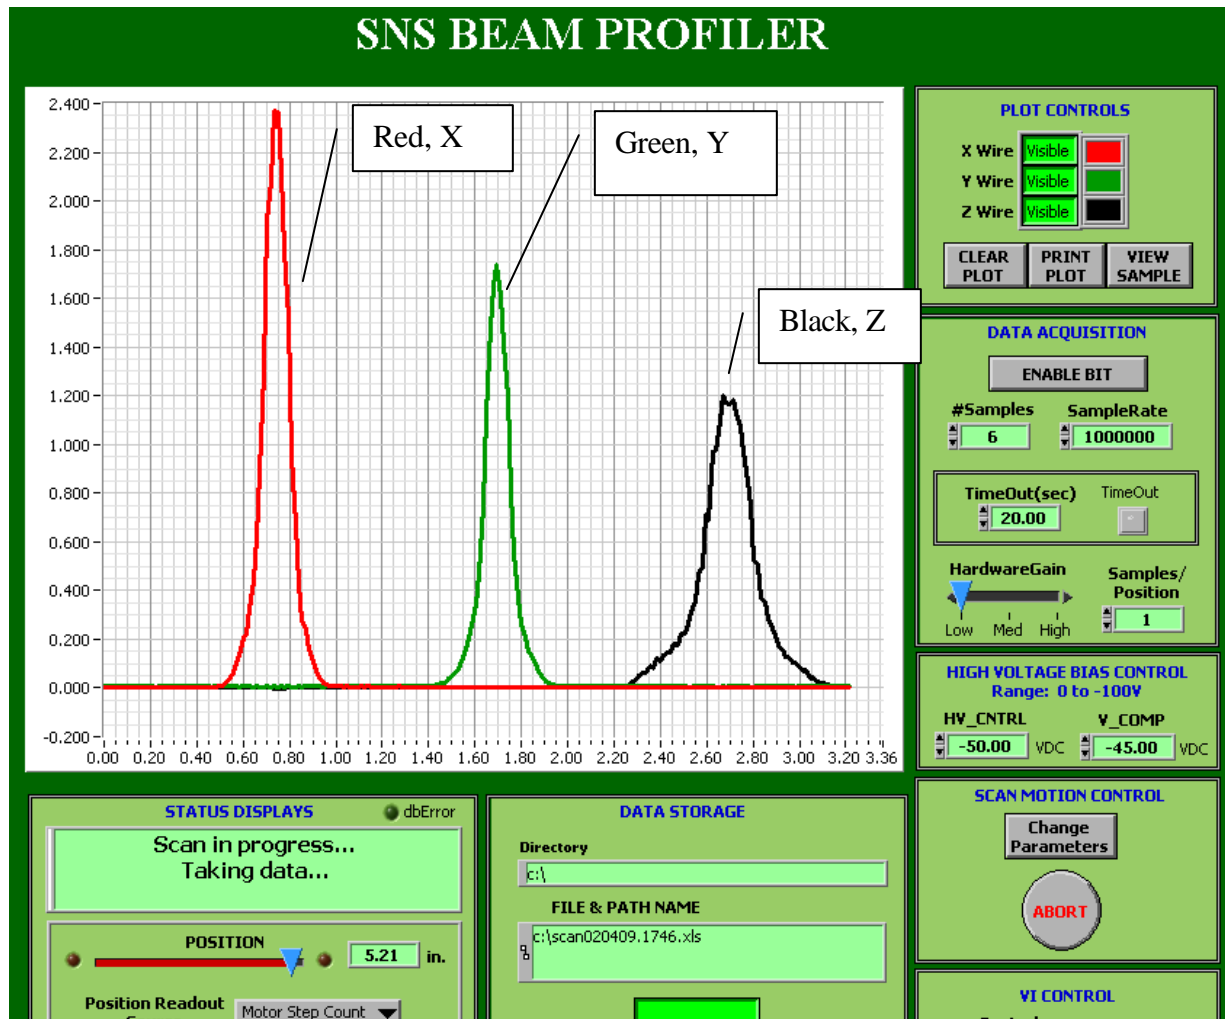 SNS BEAM PROFILER
2.400
2.200
2.000
1.800
1.600
1.400
1.200
1.000
0.800
0.600
0.400
0.200
0.000
-0.200
0.00 0.20 0.40 0.60 0.80 1.00 1.20 1.40 1.60 1.80 2.00 2.20 2.40 2.60 2.80 3.00 3.20 3.36
Red, X
Green, Y
Black, Z
PLOT CONTROLS
X Wire Visible
Y Wire Visible
Z Wire Visible
CLEAR PLOT
PRINT PLOT
VIEW SAMPLE
DATA ACQUISITION
ENABLE BIT
#Samples SampleRate
6 1000000
TimeOut(sec) TimeOut
20.00
HardwareGain
Low Med High
Samples/
Position
1
HIGH VOLTAGE BIAS CONTROL
Range: 0 to -100V
HV_CNTRL V_COMP
-50.00 VDC -45.00 VDC
STATUS DISPLAYS dbError
Scan in progress...
Taking data...
POSITION
5.21 in.
Position Readout
Motor Step Count
DATA STORAGE
Directory
c:\
FILE & PATH NAME
c:\scan020409.1746.xls
SCAN MOTION CONTROL
Change
Parameters
ABORT
VI CONTROL